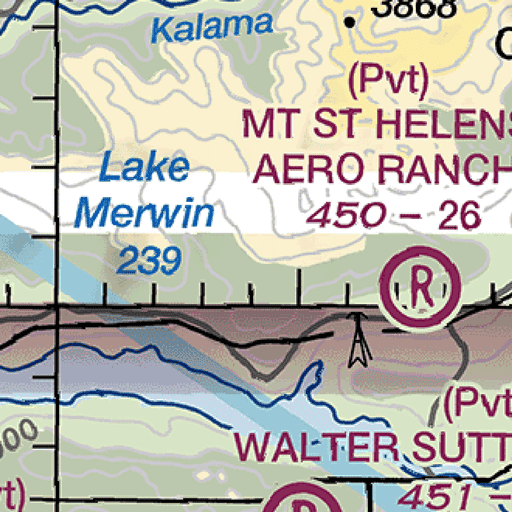 Kalama
3868
(Pvt)
MT ST HELENS
AERO RANCH
450 – 26
Lake
Merwin
239
R
(Pvt
WALTER SUTT
451 –
R